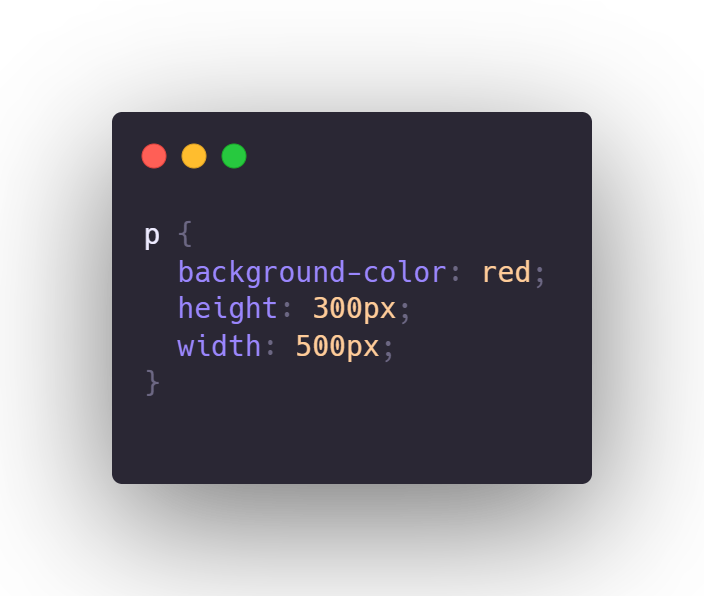 p {
  background-color: red;
  height: 300px;
  width: 500px;
}